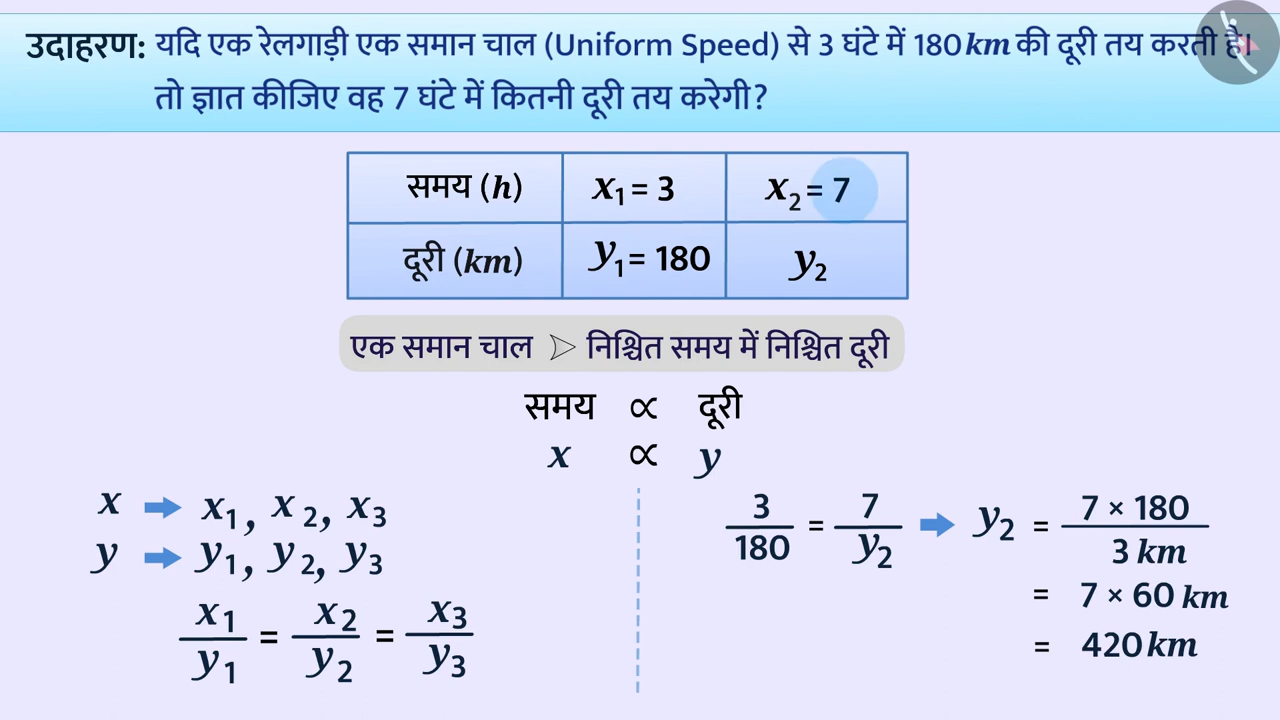 उदाहरण: यदि एक रेलगाड़ी एक समान चाल (Uniform Speed) से 3 घंटे में 180 km की दूरी तय करती है।
तो ज्ञात कीजिए वह 7 घंटे में कितनी दूरी तय करेगी?
समय (h) x₁ = 3 x₂ = 7
दूरी (km) y₁ = 180 y₂
एक समान चाल ➢ निश्चित समय में निश्चित दूरी
समय ∝ दूरी
x ∝ y
x ➡ x₁, x₂, x₃
y ➡ y₁, y₂, y₃
x₁/y₁ = x₂/y₂ = x₃/y₃
3/180 = 7/y₂ ➡ y₂ = 7 × 180 / 3 km
= 7 × 60 km
= 420 km